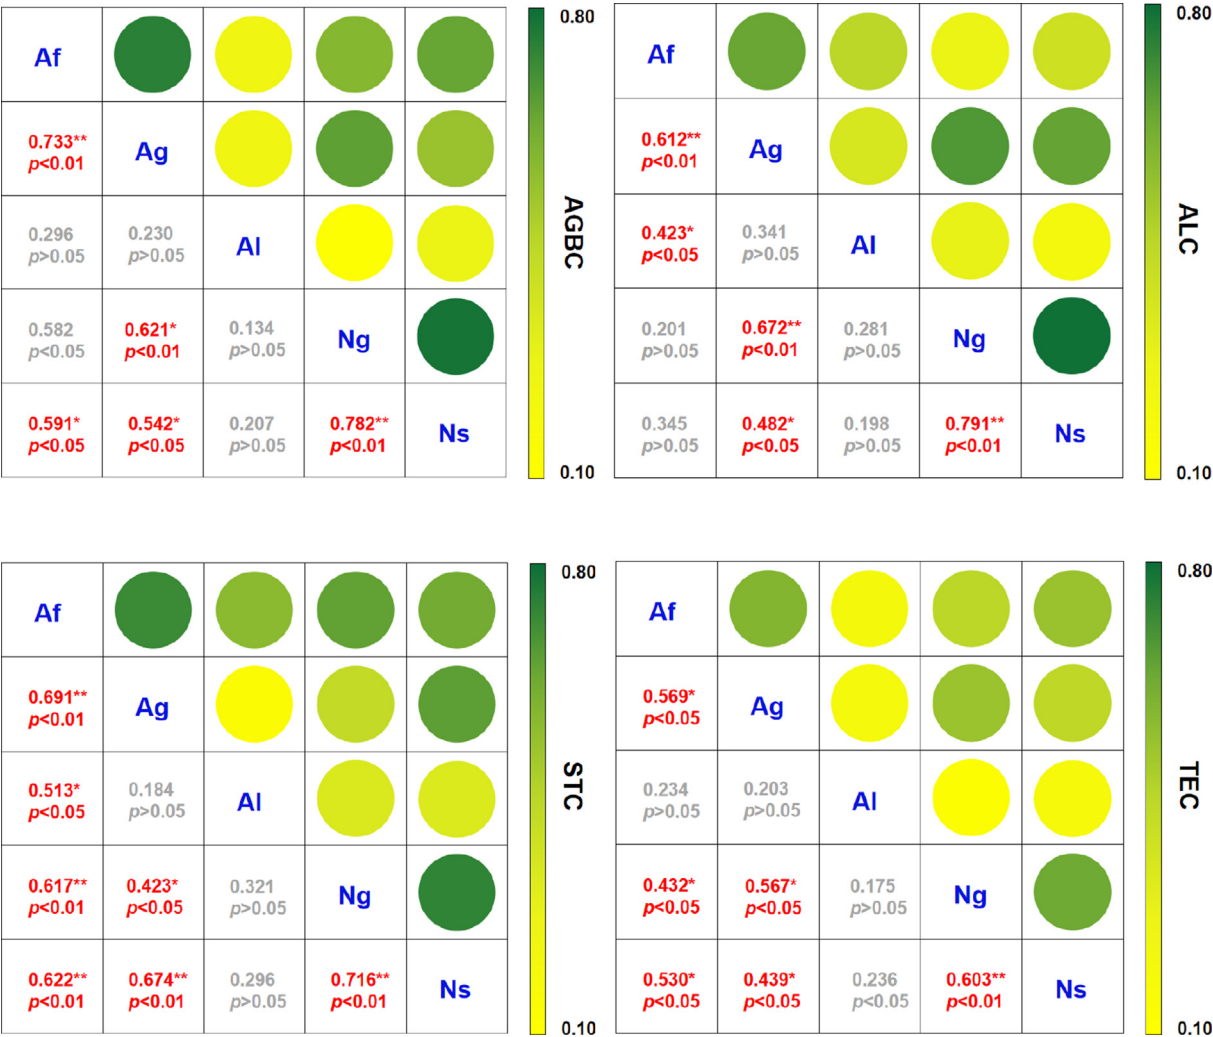 Af
0.733**
p<0.01
Ag
0.296
p>0.05
0.230
p>0.05
Al
0.582
p<0.05
0.621*
p<0.01
0.134
p>0.05
Ng
0.591*
p<0.05
0.542*
p<0.05
0.207
p>0.05
0.782**
p<0.01
Ns
0.80
AGBC
0.10
Af
0.612**
p<0.01
Ag
0.423*
p<0.05
0.341
p>0.05
Al
0.201
p>0.05
0.672**
p<0.01
0.281
p>0.05
Ng
0.345
p>0.05
0.482*
p<0.05
0.198
p>0.05
0.791**
p<0.01
Ns
0.80
ALC
0.10
Af
0.691**
p<0.01
Ag
0.513*
p<0.05
0.184
p>0.05
Al
0.617**
p<0.01
0.423*
p<0.05
0.321
p>0.05
Ng
0.622**
p<0.01
0.674**
p<0.01
0.296
p>0.05
0.716**
p<0.01
Ns
0.80
STC
0.10
Af
0.569*
p<0.05
Ag
0.234
p>0.05
0.203
p>0.05
Al
0.432*
p<0.05
0.567*
p<0.05
0.175
p>0.05
Ng
0.530*
p<0.05
0.439*
p<0.05
0.236
p<0.05
0.603**
p<0.01
Ns
0.80
TEC
0.10